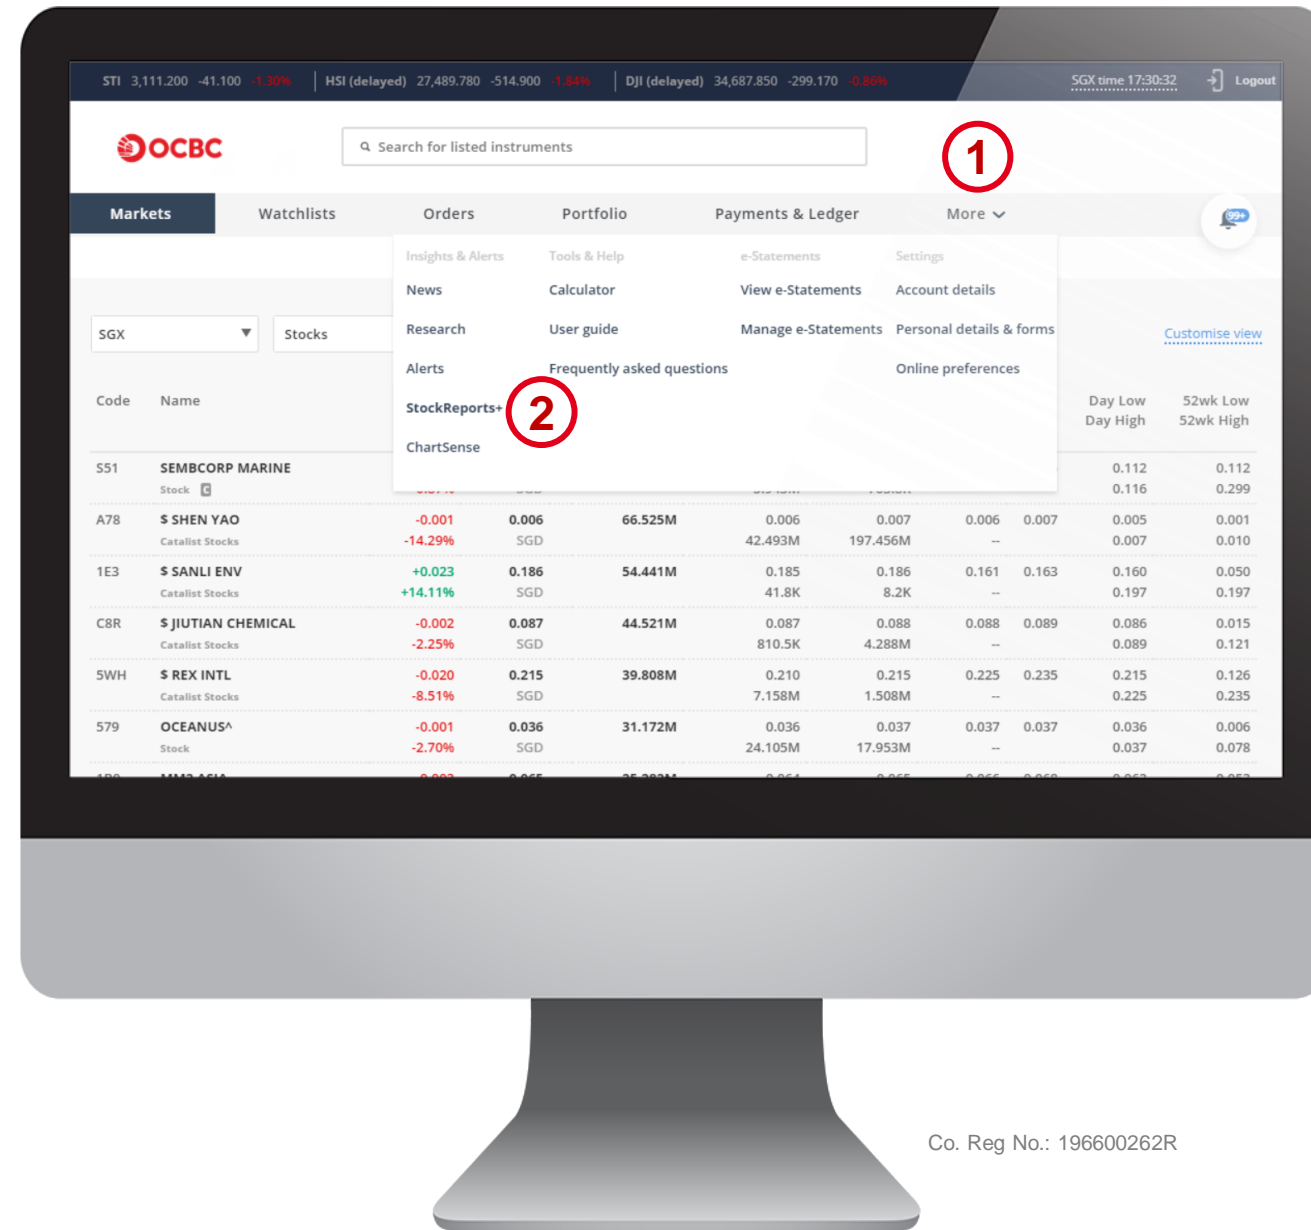 STI 3,111.200 -41.100 -1.30% HSI (delayed) 27,489.780 -514.900 -1.84% DJI (delayed) 34,687.850 -299.170 -0.86% SGX time 17:30:32 Logout
OCBC Search for listed instruments
1
Markets Watchlists Orders Portfolio Payments & Ledger More 99+
Insights & Alerts Tools & Help e-Statements Settings
News Calculator View e-Statements Account details
SGX Stocks Research User guide Manage e-Statements Personal details & forms Customise view
Alerts Frequently asked questions Online preferences
Code Name StockReports+ 2 Day Low 52wk Low
Day High 52wk High
ChartSense
S51 SEMBCORP MARINE 0.112 0.112
Stock C 0.116 0.299
A78 $ SHEN YAO -0.001 0.006 66.525M 0.006 0.007 0.006 0.007 0.005 0.001
Catalist Stocks -14.29% SGD 42.493M 197.456M -- 0.007 0.010
1E3 $ SANLI ENV +0.023 0.186 54.441M 0.185 0.186 0.161 0.163 0.160 0.050
Catalist Stocks +14.11% SGD 41.8K 8.2K -- 0.197 0.197
C8R $ JIUTIAN CHEMICAL -0.002 0.087 44.521M 0.087 0.088 0.088 0.089 0.086 0.015
Catalist Stocks -2.25% SGD 810.5K 4.288M -- 0.089 0.121
5WH $ REX INTL -0.020 0.215 39.808M 0.210 0.215 0.225 0.235 0.215 0.126
Catalist Stocks -8.51% SGD 7.158M 1.508M -- 0.225 0.235
579 OCEANUS^ -0.001 0.036 31.172M 0.036 0.037 0.037 0.037 0.036 0.006
Stock -2.70% SGD 24.105M 17.953M -- 0.037 0.078
Co. Reg No.: 196600262R